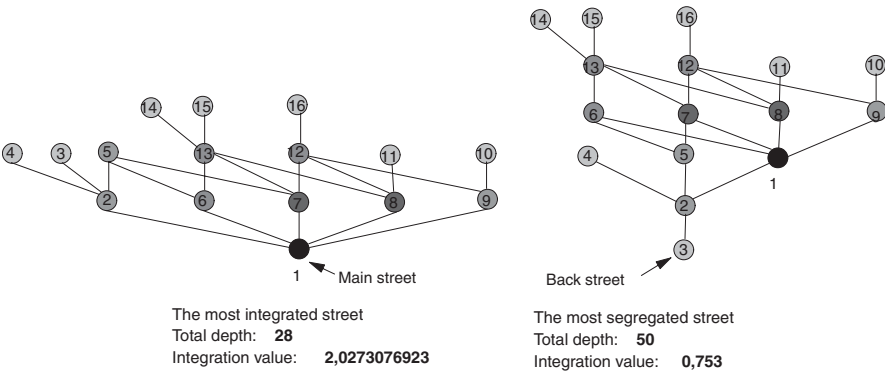 14 15 16
4 3 5 13 12 11 10
2 6 7 8 9
1 Main street
The most integrated street
Total depth: 28
Integration value: 2,0273076923
14 15 16
13 12 11 10
6 7 8 9
4 5 1
2
3
Back street
The most segregated street
Total depth: 50
Integration value: 0,753